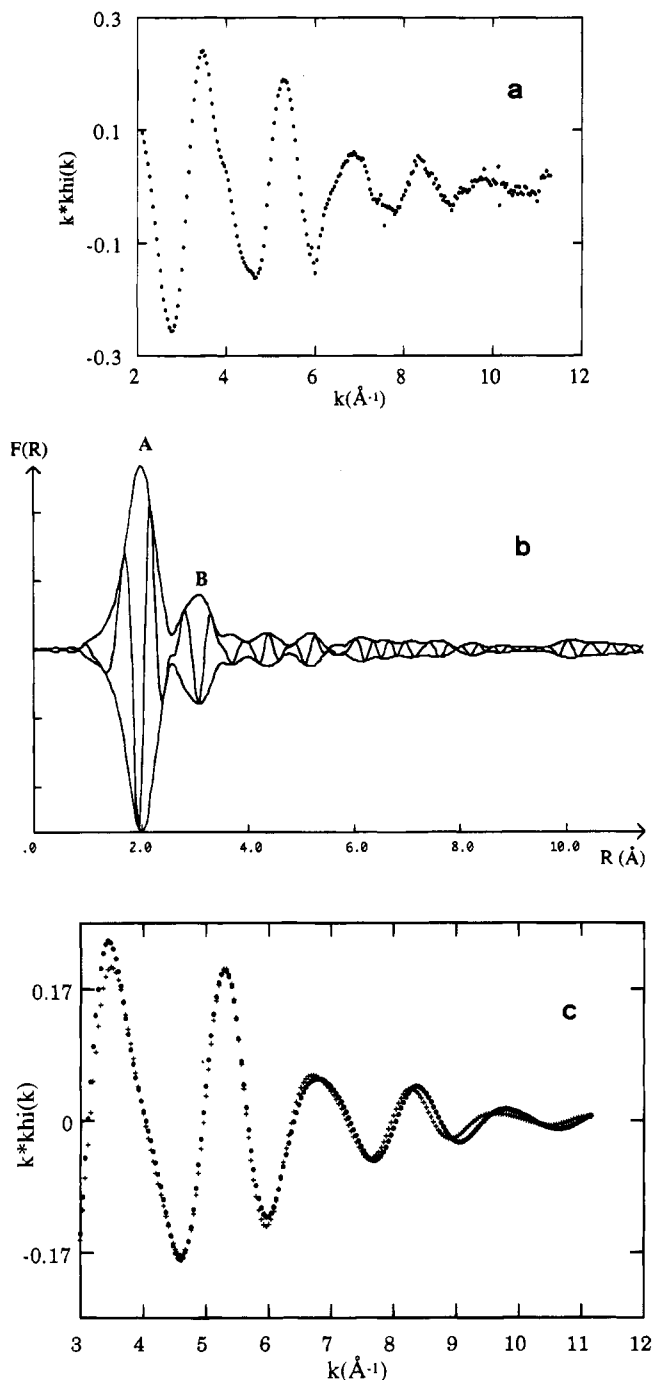 0.3
a
0.1
k*khi(k)
-0.1
-0.3
2 4 6 8 10 12
k(Å-1)
F(R)
A
B
b
.0 2.0 4.0 6.0 8.0 10.0
R (Å)
0.17
c
k*khi(k)
0
-0.17
3 4 5 6 7 8 9 10 11 12
k(Å-1)